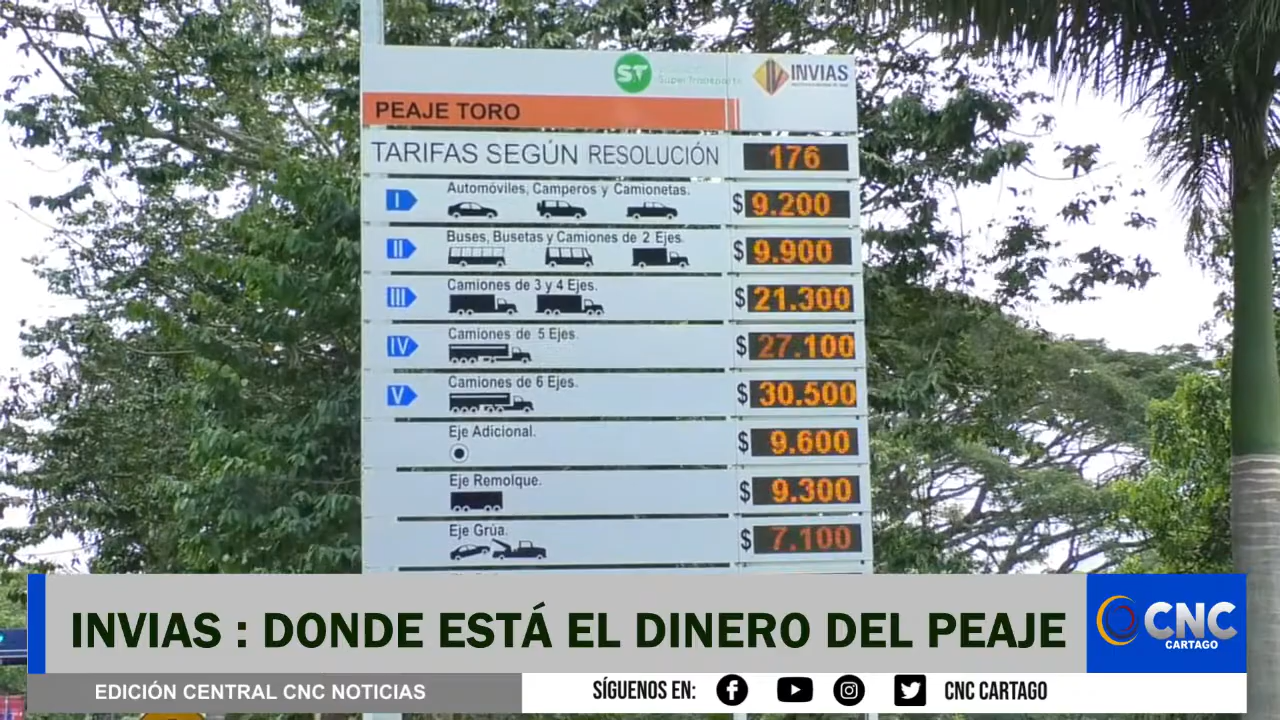 ST SuperTransporte INVIAS
PEAJE TORO
TARIFAS SEGÚN RESOLUCIÓN 176
I Automóviles, Camperos y Camionetas. $ 9.200
II Buses, Busetas y Camiones de 2 Ejes. $ 9.900
III Camiones de 3 y 4 Ejes. $ 21.300
IV Camiones de 5 Ejes. $ 27.100
V Camiones de 6 Ejes. $ 30.500
Eje Adicional. $ 9.600
Eje Remolque. $ 9.300
Eje Grúa. $ 7.100
INVIAS : DONDE ESTÁ EL DINERO DEL PEAJE
CNC
CARTAGO
EDICIÓN CENTRAL CNC NOTICIAS
SÍGUENOS EN: CNC CARTAGO